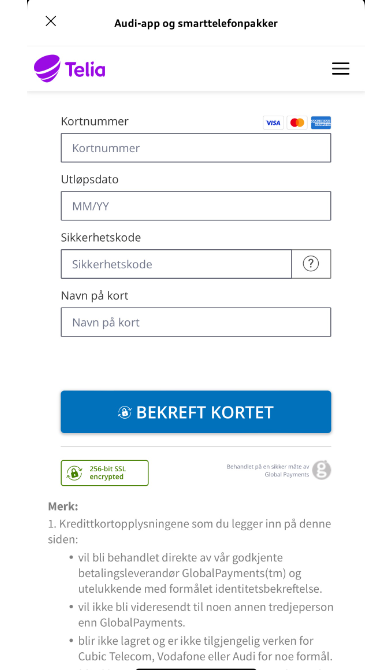 Audi-app og smarttelefonpakker
Telia
Kortnummer
VISA
Kortnummer
Utløpsdato
MM/YY
Sikkerhetskode
Sikkerhetskode
?
Navn på kort
Navn på kort
BEKREFT KORTET
256-bit SSL
encrypted
Behandlet på en sikker måte av
Global Payments
g
Merk:
1. Kredittkortopplysningene som du legger inn på denne
siden:
• vil bli behandlet direkte av vår godkjente
betalingsleverandør GlobalPayments(tm) og
utelukkende med formålet identitetsbekreftelse.
• vil ikke bli videresendt til noen annen tredjeperson
enn GlobalPayments.
• blir ikke lagret og er ikke tilgjengelig verken for
Cubic Telecom, Vodafone eller Audi for noe formål.